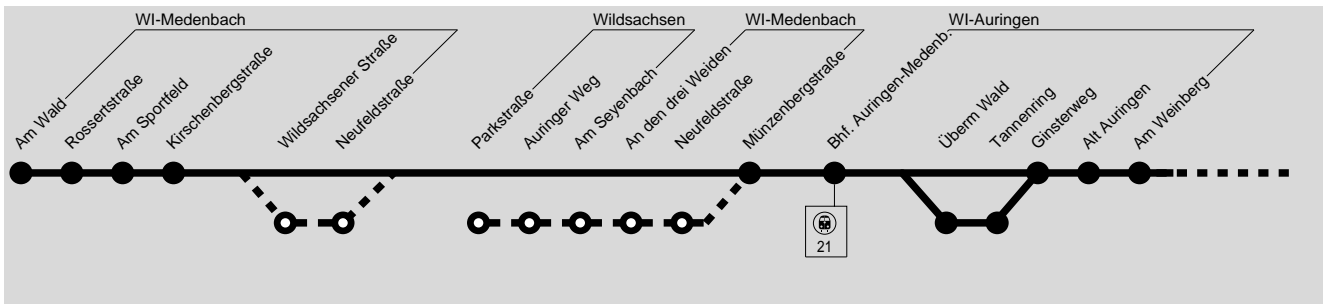 WI-Medenbach
Wildsachsen
WI-Medenbach
WI-Auringen
Am Wald
Rossertstraße
Am Sportfeld
Kirschenbergstraße
Wildsachsener Straße
Neufeldstraße
Parkstraße
Auringer Weg
Am Seyenbach
An den drei Weiden
Neufeldstraße
Münzenbergstraße
Bhf. Auringen-Medenb.
Überm Wald
Tannenring
Ginsterweg
Alt Auringen
Am Weinberg
21